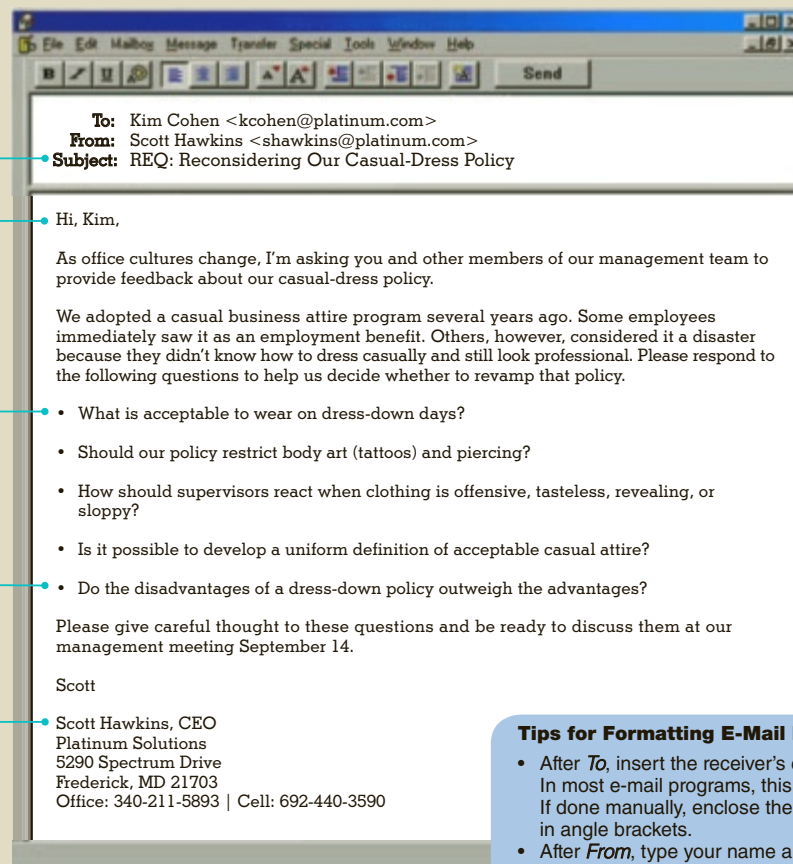 File Edit Mailbox Message Transfer Special Tools Window Help
B I U A A Send
To: Kim Cohen <kcohen@platinum.com>
From: Scott Hawkins <shawkins@platinum.com>
Subject: REQ: Reconsidering Our Casual-Dress Policy
Hi, Kim,
As office cultures change, I'm asking you and other members of our management team to
provide feedback about our casual-dress policy.
We adopted a casual business attire program several years ago. Some employees
immediately saw it as an employment benefit. Others, however, considered it a disaster
because they didn't know how to dress casually and still look professional. Please respond to
the following questions to help us decide whether to revamp that policy.
• What is acceptable to wear on dress-down days?
• Should our policy restrict body art (tattoos) and piercing?
• How should supervisors react when clothing is offensive, tasteless, revealing, or
sloppy?
• Is it possible to develop a uniform definition of acceptable casual attire?
• Do the disadvantages of a dress-down policy outweigh the advantages?
Please give careful thought to these questions and be ready to discuss them at our
management meeting September 14.
Scott
Scott Hawkins, CEO
Platinum Solutions
5290 Spectrum Drive
Frederick, MD 21703
Office: 340-211-5893 | Cell: 692-440-3590
Tips for Formatting E-Mail
• After To, insert the receiver's
In most e-mail programs, this
If done manually, enclose the
in angle brackets.
• After From, type your name